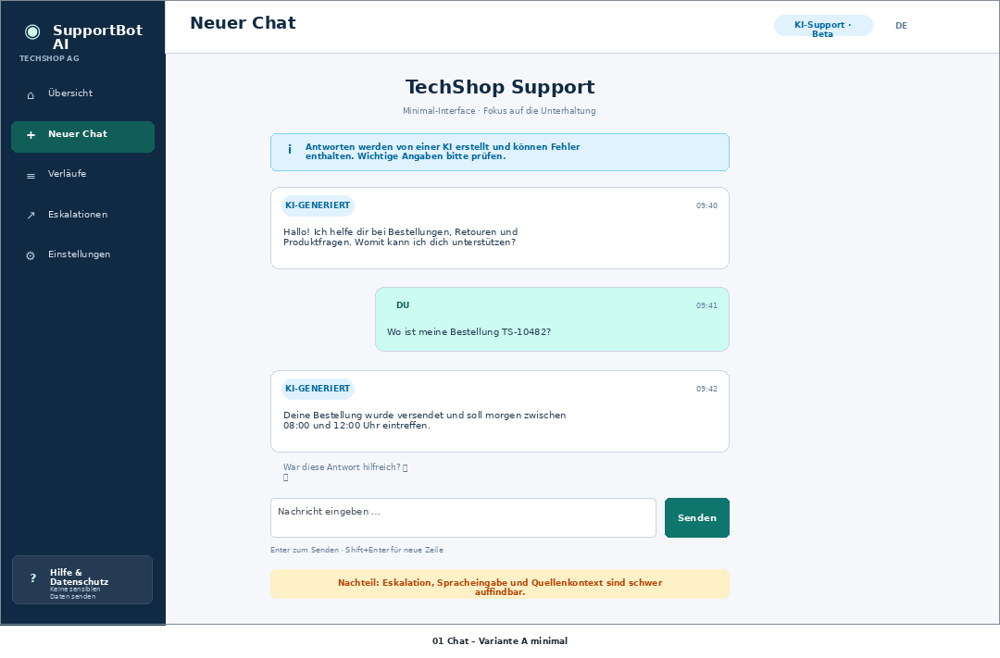 SupportBot
AI
TECHSHOP AG
Übersicht
Neuer Chat
Verläufe
Eskalationen
Einstellungen
?
Hilfe &
Datenschutz
Keine sensiblen
Daten senden
Neuer Chat
KI-Support ·
Beta
DE
TechShop Support
Minimal-Interface · Fokus auf die Unterhaltung
i
Antworten werden von einer KI erstellt und können Fehler
enthalten. Wichtige Angaben bitte prüfen.
KI-GENERIERT 09:40
Hallo! Ich helfe dir bei Bestellungen, Retouren und
Produktfragen. Womit kann ich dich unterstützen?
DU 09:41
Wo ist meine Bestellung TS-10482?
KI-GENERIERT 09:42
Deine Bestellung wurde versendet und soll morgen zwischen
08:00 und 12:00 Uhr eintreffen.
War diese Antwort hilfreich?
Nachricht eingeben ...
Senden
Enter zum Senden · Shift+Enter für neue Zeile
Nachteil: Eskalation, Spracheingabe und Quellenkontext sind schwer
auffindbar.
01 Chat – Variante A minimal